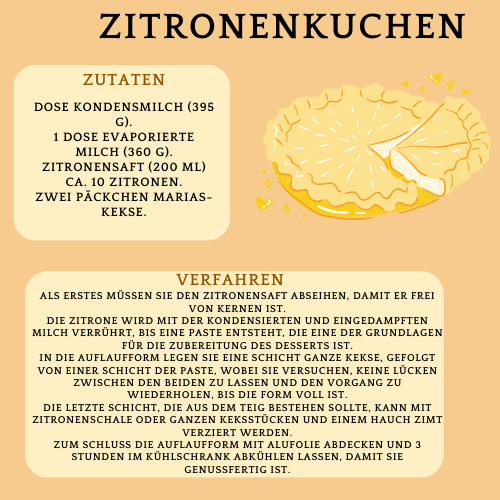 ZITRONENKUCHEN
ZUTATEN
DOSE KONDENSMILCH (395
G).
1 DOSE EVAPORIERTE
MILCH (360 G).
ZITRONENSAFT (200 ML)
CA. 10 ZITRONEN.
ZWEI PÄCKCHEN MARIAS-
KEKSE.
VERFAHREN
ALS ERSTES MÜSSEN SIE DEN ZITRONENSAFT ABSEIHEN, DAMIT ER FREI
VON KERNEN IST.
DIE ZITRONE WIRD MIT DER KONDENSIERTEN UND EINGEDAMPFTEN
MILCH VERRÜHRT, BIS EINE PASTE ENTSTEHT, DIE EINE DER GRUNDLAGEN
FÜR DIE ZUBEREITUNG DES DESSERTS IST.
IN DIE AUFLAUFFORM LEGEN SIE EINE SCHICHT GANZE KEKSE, GEFOLGT
VON EINER SCHICHT DER PASTE, WOBEI SIE VERSUCHEN, KEINE LÜCKEN
ZWISCHEN DEN BEIDEN ZU LASSEN UND DEN VORGANG ZU
WIEDERHOLEN, BIS DIE FORM VOLL IST.
DIE LETZTE SCHICHT, DIE AUS DEM TEIG BESTEHEN SOLLTE, KANN MIT
ZITRONENSCHALE ODER GANZEN KEKSSTÜCKEN UND EINEM HAUCH ZIMT
VERZIERT WERDEN.
ZUM SCHLUSS DIE AUFLAUFFORM MIT ALUFOLIE ABDECKEN UND 3
STUNDEN IM KÜHLSCHRANK ABKÜHLEN LASSEN, DAMIT SIE
GENUSSFERTIG IST.